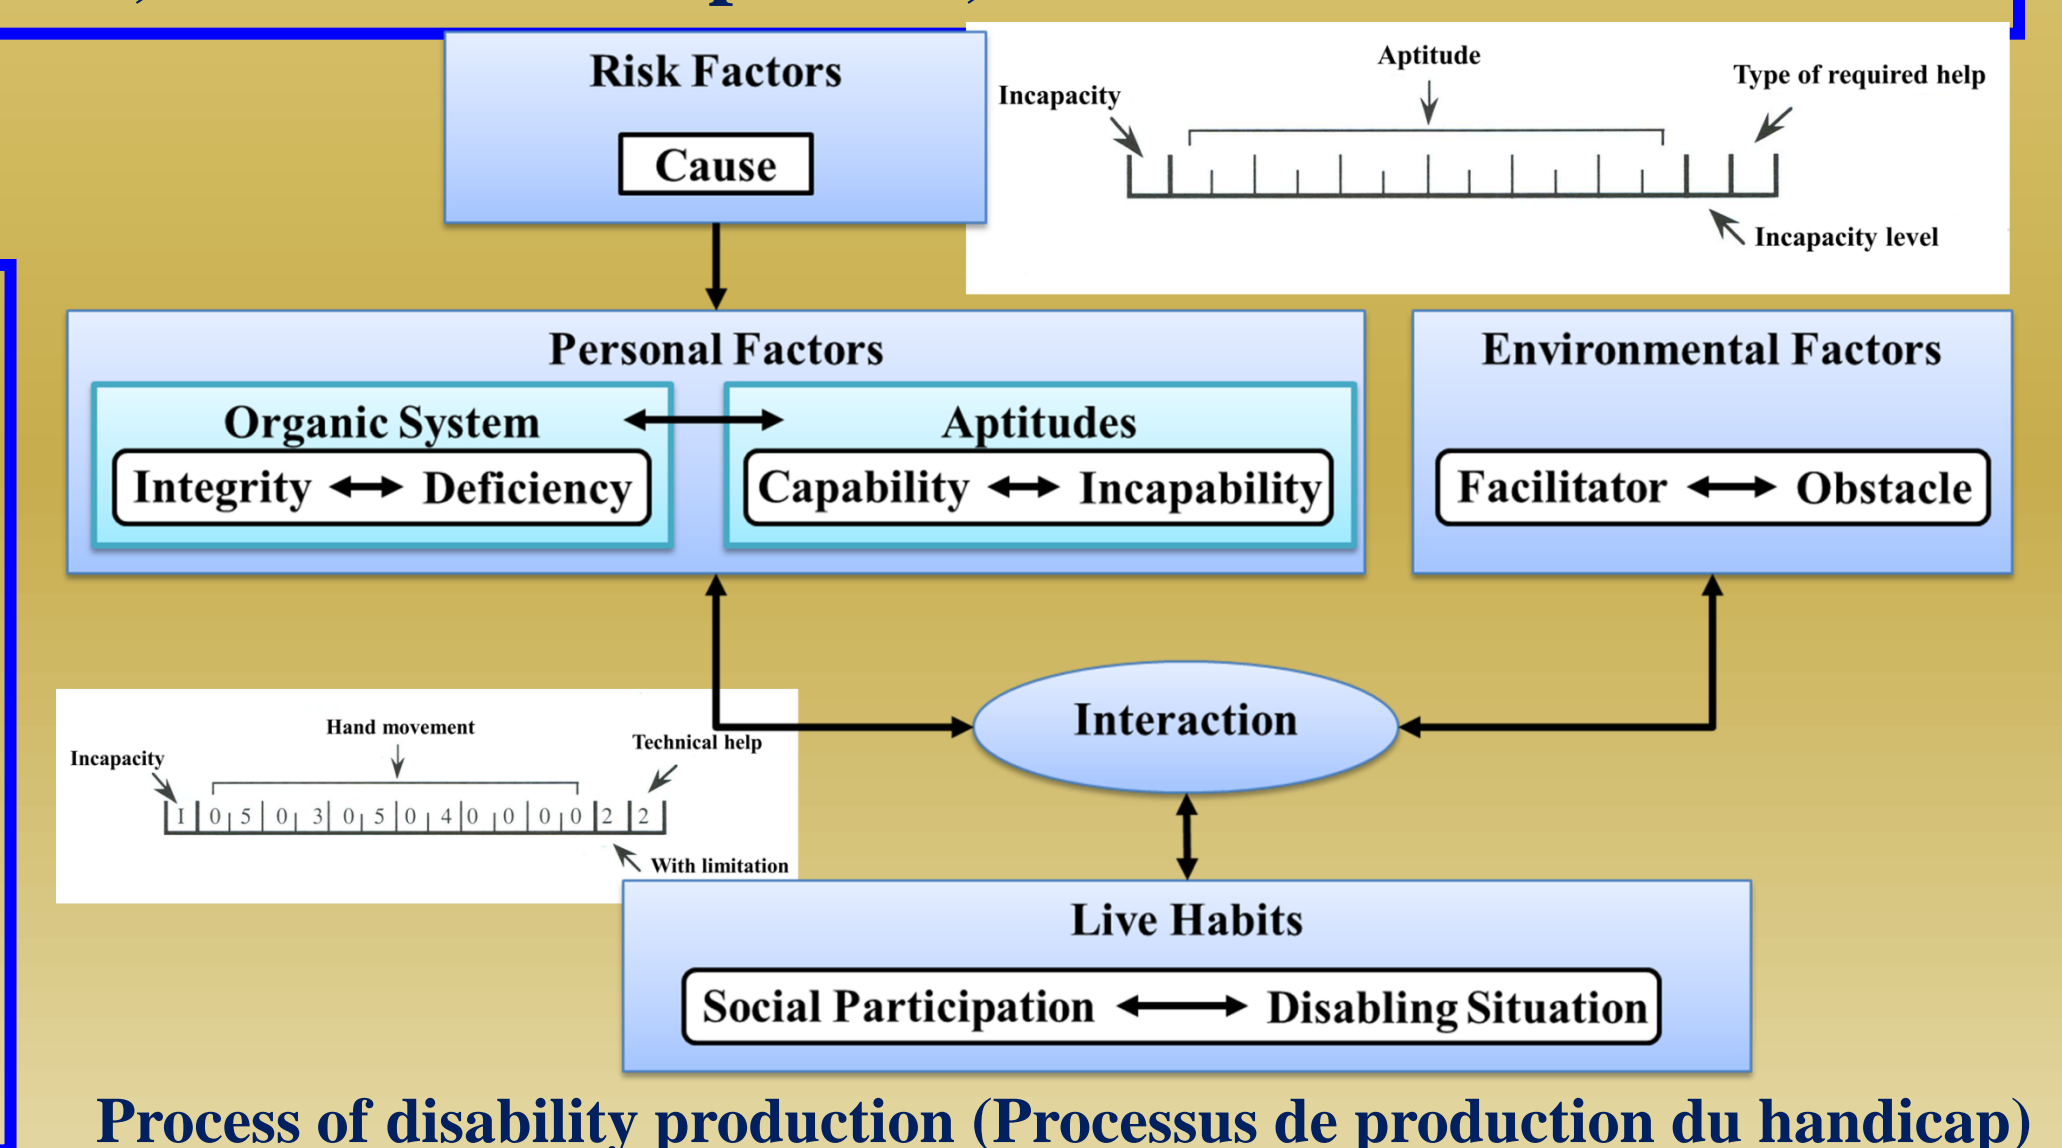 Risk Factors
Cause
Aptitude
Incapacity
Type of required help
Incapacity level
Personal Factors
Organic System
Aptitudes
Integrity
Deficiency
Capability
Incapability
Environmental Factors
Facilitator
Obstacle
Interaction
Hand movement
Incapacity
Technical help
I 0 5 0 3 0 5 0 4 0 0 0 0 2 2
With limitation
Live Habits
Social Participation
Disabling Situation
Process of disability production (Processus de production du handicap)